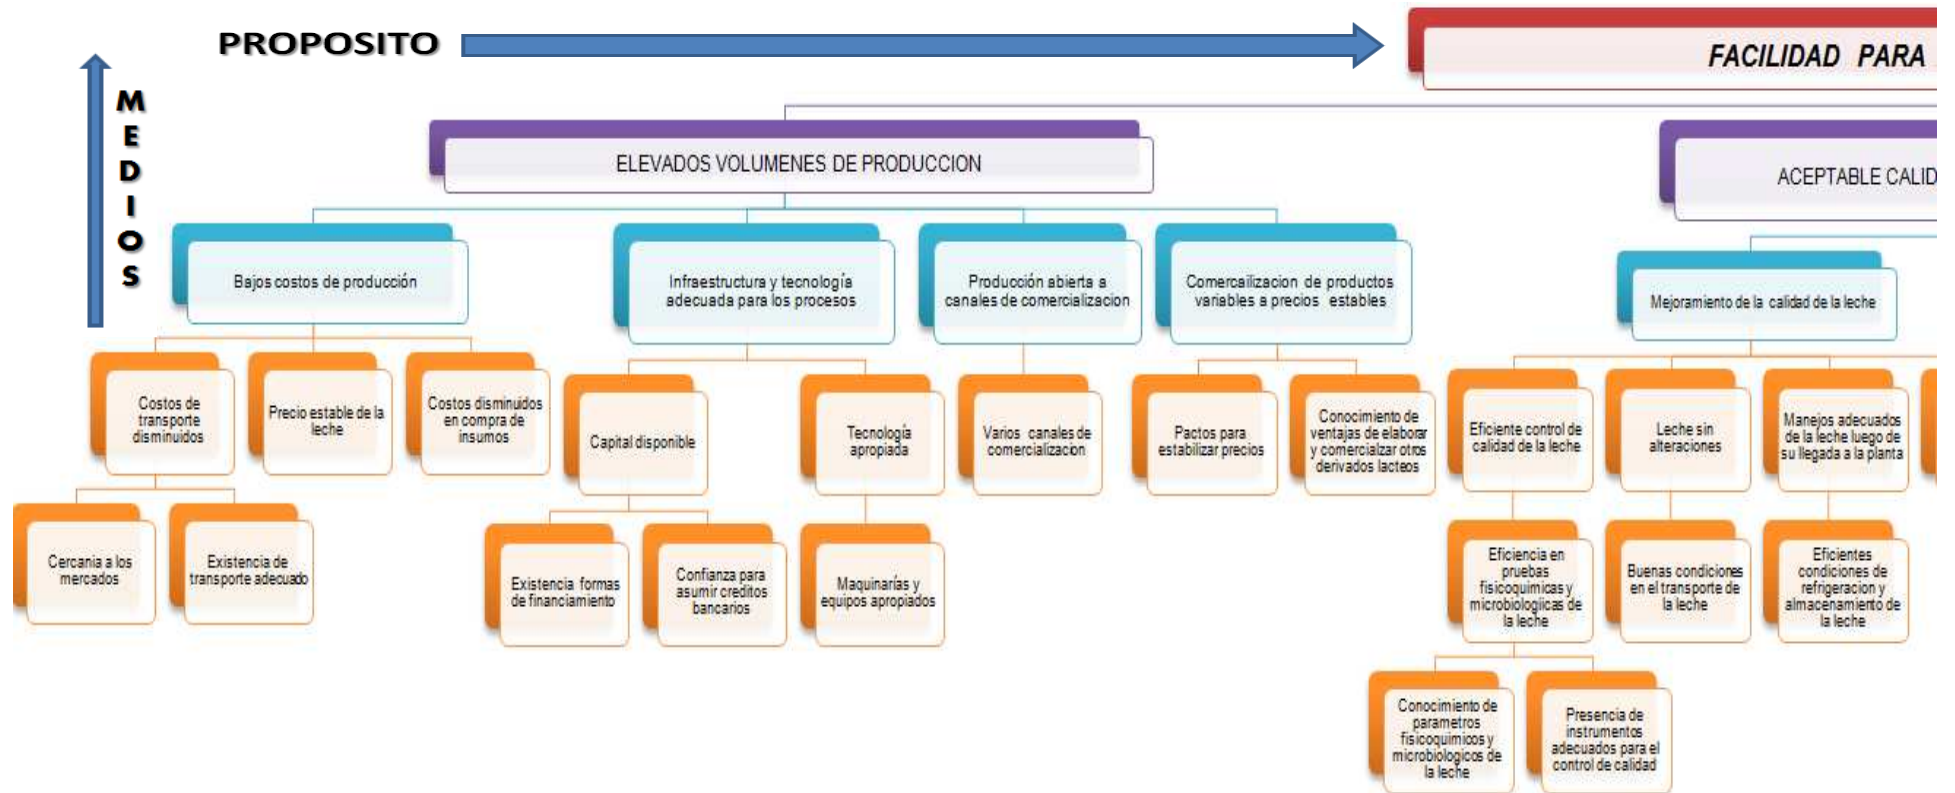 PROPOSITO
FACILIDAD PARA
M
E
D
I
O
S
ELEVADOS VOLUMENES DE PRODUCCION
ACEPTABLE CALID
Bajos costos de producción
Infraestructura y tecnología
adecuada para los procesos
Producción abierta a
canales de comercializacion
Comercailizacion de productos
variables a precios estables
Mejoramiento de la calidad de la leche
Costos de
transporte
disminuidos
Precio estable de la
leche
Costos disminuidos
en compra de
insumos
Capital disponible
Tecnología
apropiada
Varios canales de
comercializacion
Pactos para
estabilizar precios
Conocimiento de
ventajas de elaborar
y comercialzar otros
derivados lacteos
Eficiente control de
calidad de la leche
Leche sin
alteraciones
Manejos adecuados
de la leche luego de
su llegada a la planta
Cercania a los
mercados
Existencia de
transporte adecuado
Existencia formas
de financiamiento
Confianza para
asumir creditos
bancarios
Maquinarías y
equipos apropiados
Eficiencia en
pruebas
fisicoquimicas y
microbiologiicas de
la leche
Buenas condiciones
en el transporte de
la leche
Eficientes
condiciones de
refrigeracion y
almacenamiento de
la leche
Conocimiento de
parametros
fisicoquimicos y
microbiologicos de
la leche
Presencia de
instrumentos
adecuados para el
control de calidad